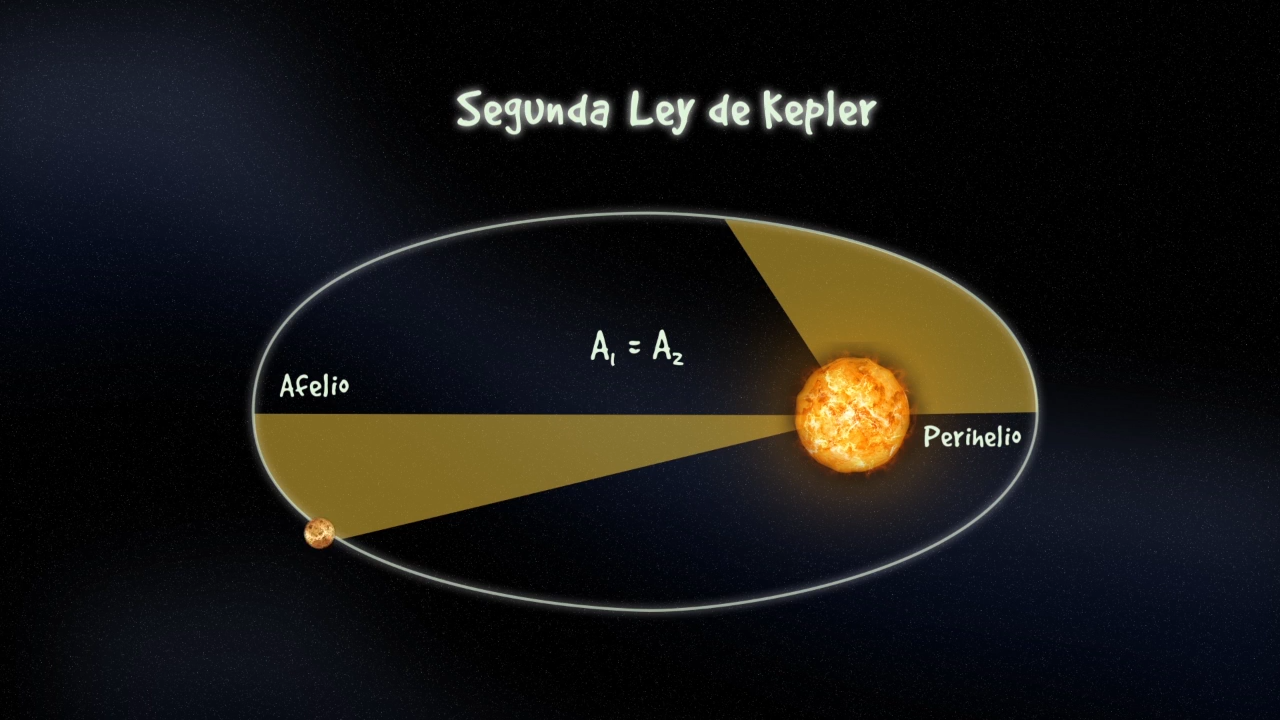 Segunda Ley de Kepler
A₁ = A₂
Afelio
Perihelio